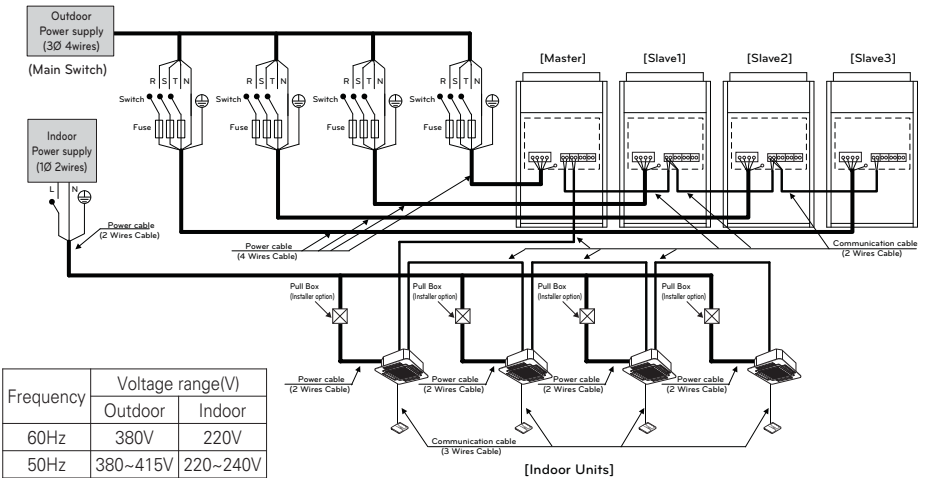 Outdoor
Power supply
(3Ø 4wires)
(Main Switch)
[Master]
[Slave1]
[Slave2]
[Slave3]
R S T N
R S T N
R S T N
R S T N
Switch
Switch
Switch
Switch
Fuse
Fuse
Fuse
Fuse
Indoor
Power supply
(1Ø 2wires)
L N
Power cable
(2 Wires Cable)
Power cable
(4 Wires Cable)
Communication cable
(2 Wires Cable)
Pull Box
(Installer option)
Pull Box
(Installer option)
Pull Box
(Installer option)
Pull Box
(Installer option)
Power cable
(2 Wires Cable)
Power cable
(2 Wires Cable)
Power cable
(2 Wires Cable)
Power cable
(2 Wires Cable)
Communication cable
(3 Wires Cable)
[Indoor Units]
Frequency Voltage range(V)
Outdoor Indoor
60Hz 380V 220V
50Hz 380~415V 220~240V